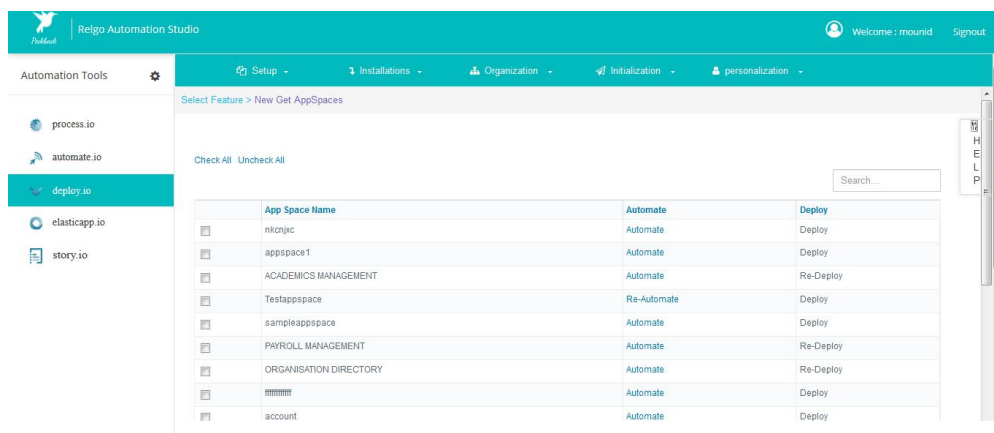 Relgo Automation Studio
Welcome : mounid Signout
Automation Tools
Setup Installations Organization Initialization personalization
Select Feature > New Get AppSpaces
process.io
automate.io
deploy.io
elasticapp.io
story.io
HELP
Check All Uncheck All
Search...
App Space Name Automate Deploy
nkcnjxc Automate Deploy
appspace1 Automate Deploy
ACADEMICS MANAGEMENT Automate Re-Deploy
Testappspace Re-Automate Deploy
sampleappspace Automate Deploy
PAYROLL MANAGEMENT Automate Re-Deploy
ORGANISATION DIRECTORY Automate Re-Deploy
ffffffffffff Automate Deploy
account Automate Deploy